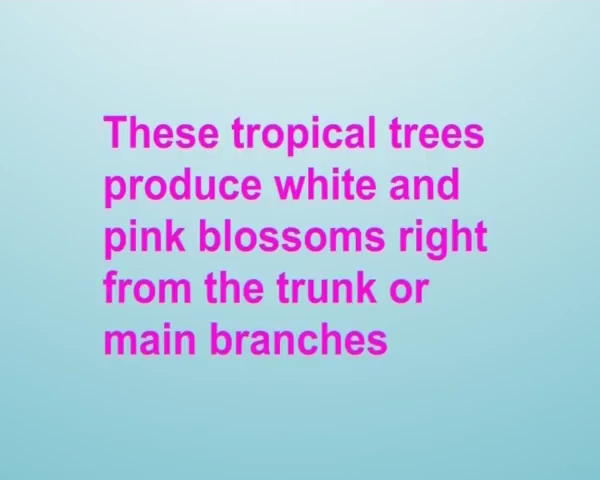 These tropical trees
produce white and
pink blossoms right
from the trunk or
main branches